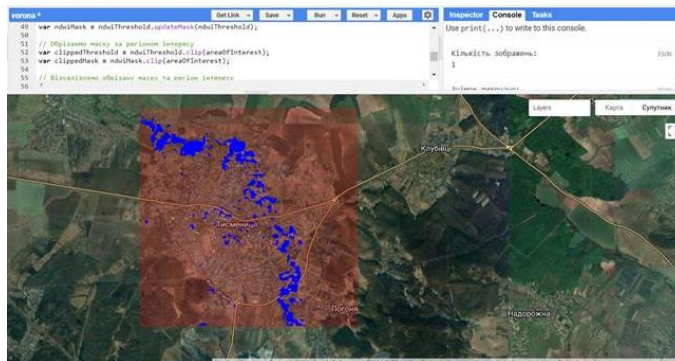 vorona *
Get Link
Save
Run
Reset
Apps
49 var ndwiMask = ndwiThreshold.updateMask(ndwiThreshold);
50
51 // Обрізаємо маску за регіоном інтересу
52 var clippedThreshold = ndwiThreshold.clip(areaOfInterest);
53 var clippedMask = ndwiMask.clip(areaOfInterest);
54
55 // Візуалізуємо обрізану маску та регіон інтересу
56
Inspector
Console
Tasks
Use print(...) to write to this console.
Кількість зображень:
JSON
1
Layers
Карта
Супутник
Клубівці
Тисмениця
Погоня
Надорожна